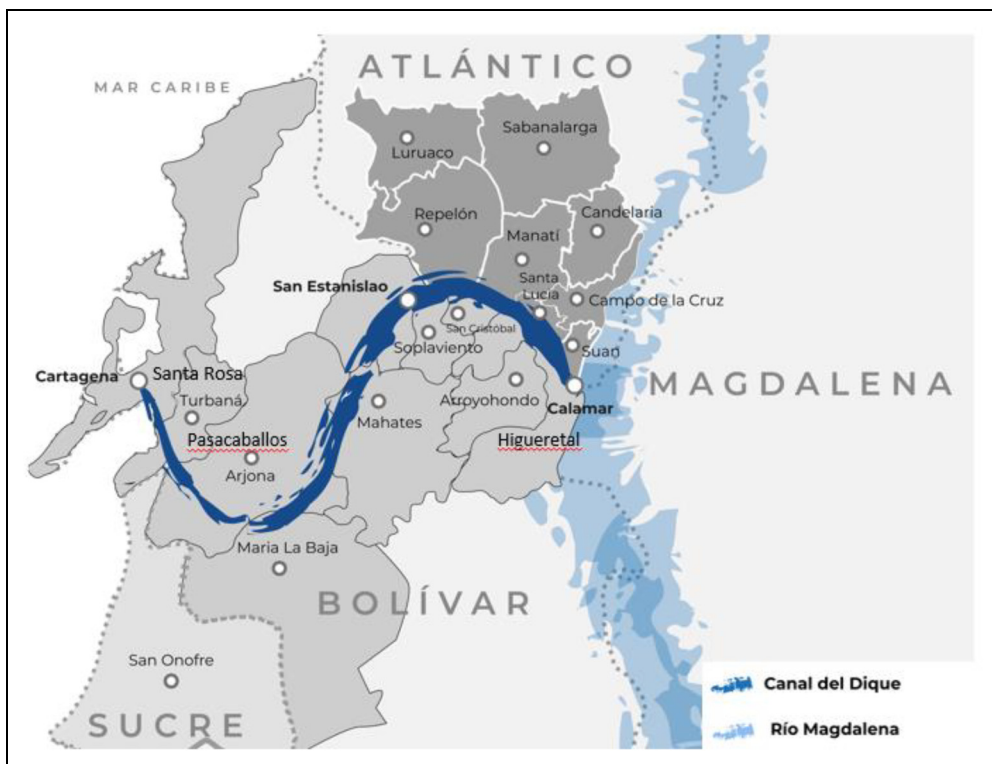 ATLÁNTICO
MAR CARIBE
Sabanalarga
Luruaco
Repelón
Candelaria
Manatí
San Estanislao
Santa
Lucía
Campo de la Cruz
San Cristóbal
Soplaviento
Suan
Cartagena
Santa Rosa
MAGDALENA
Turbaná
Mahates
Arroyohondo
Calamar
Pasacaballos
Higueretal
Arjona
Maria La Baja
BOLÍVAR
San Onofre
SUCRE
Canal del Dique
Río Magdalena